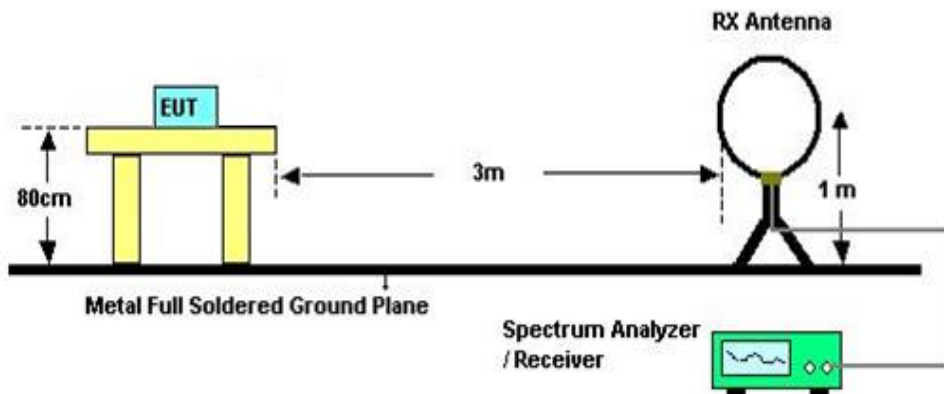 RX Antenna
EUT
3m
80cm
1 m
Metal Full Soldered Ground Plane
Spectrum Analyzer
/ Receiver